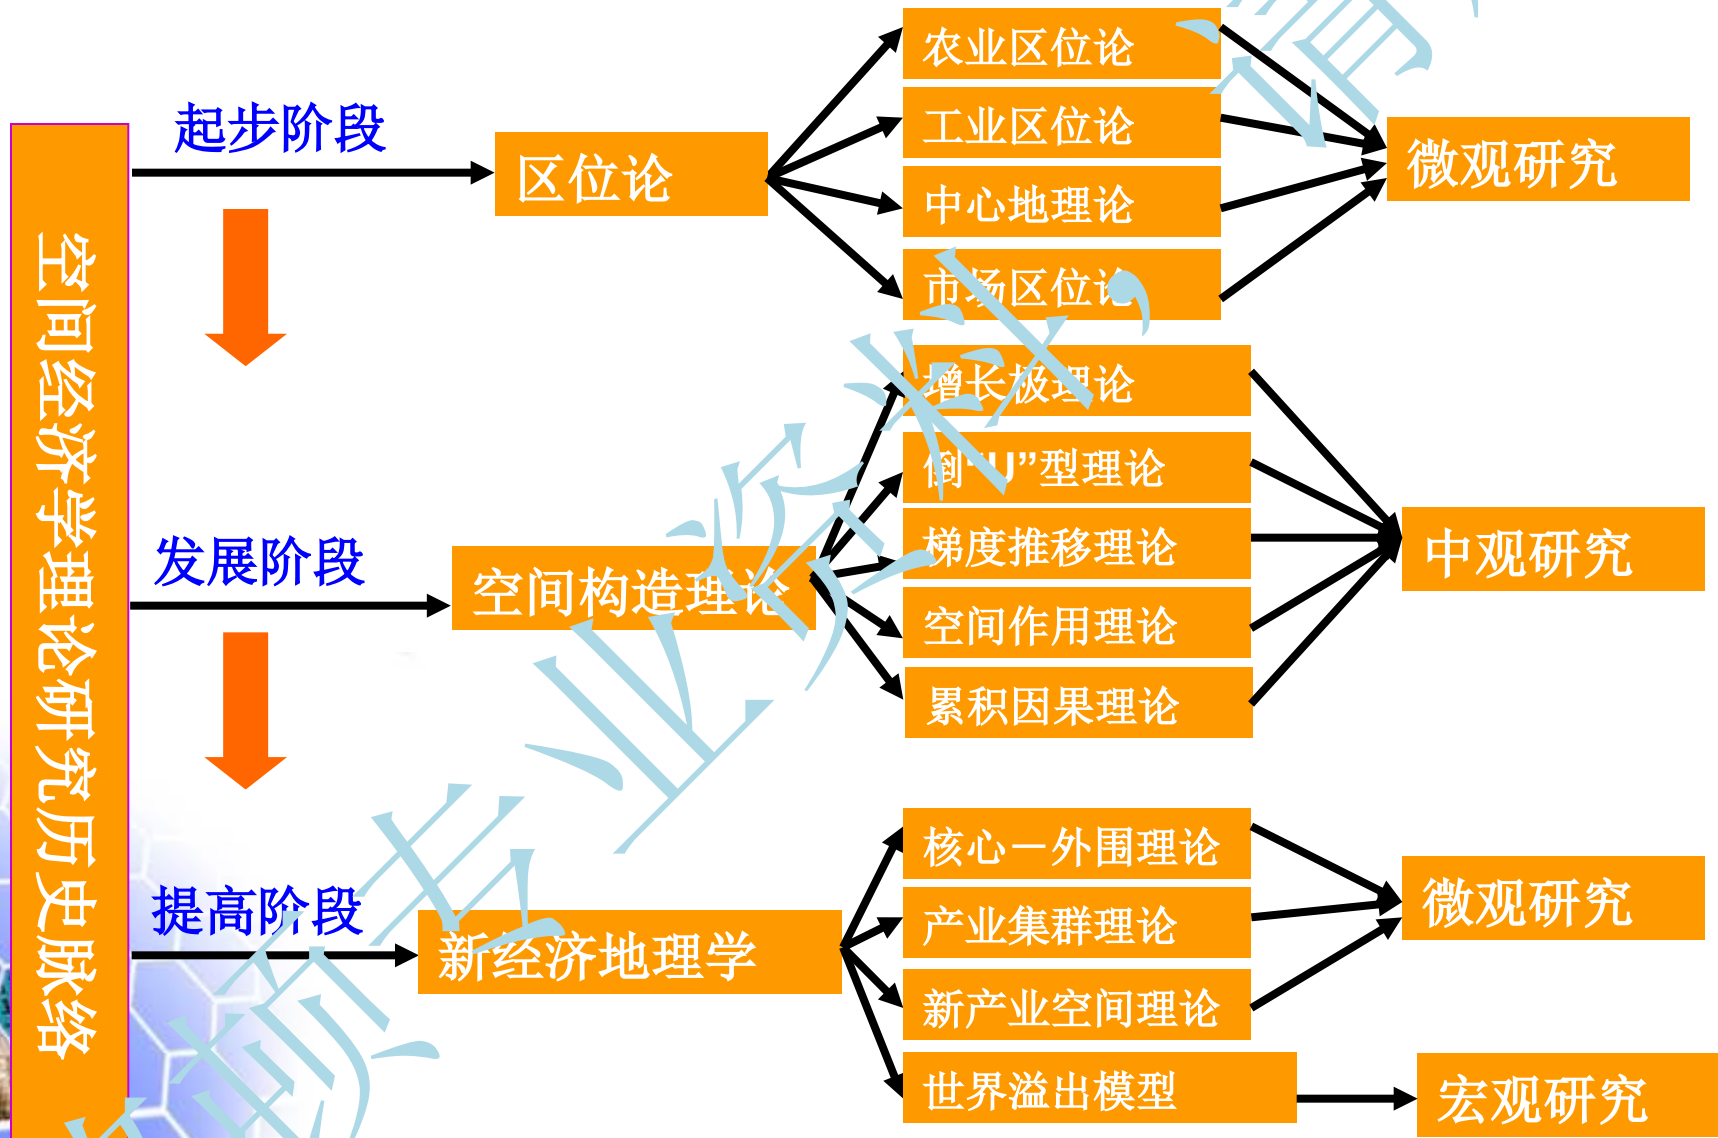 空间经济学理论研究历史脉络
起步阶段
区位论
农业区位论
工业区位论
中心地理论
市场区位论
微观研究
发展阶段
空间构造理论
增长极理论
倒“U”型理论
梯度推移理论
空间作用理论
累积因果理论
中观研究
提高阶段
新经济地理学
核心－外围理论
产业集群理论
新产业空间理论
世界溢出模型
微观研究
宏观研究
硕专业资料，请